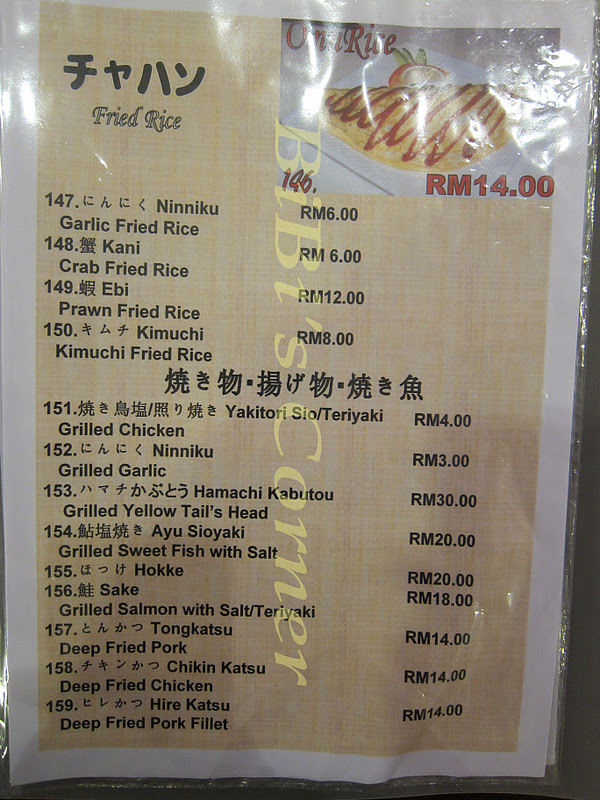 OmuRice
チャハン
Fried Rice
146.
RM14.00
147.にんにく Ninniku RM6.00
Garlic Fried Rice
148.蟹 Kani RM 6.00
Crab Fried Rice
149.蝦 Ebi RM12.00
Prawn Fried Rice
150.キムチ Kimuchi RM8.00
Kimuchi Fried Rice
焼き物・揚げ物・焼き魚
151.焼き鳥塩/照り焼き Yakitori Sio/Teriyaki RM4.00
Grilled Chicken
152.にんにく Ninniku RM3.00
Grilled Garlic
153.ハマチかぶとう Hamachi Kabutou RM30.00
Grilled Yellow Tail's Head
154.鮎塩焼き Ayu Sioyaki RM20.00
Grilled Sweet Fish with Salt
155.ほっけ Hokke RM20.00
156.鮭 Sake RM18.00
Grilled Salmon with Salt/Teriyaki
157.とんかつ Tongkatsu RM14.00
Deep Fried Pork
158.チキンかつ Chikin Katsu RM14.00
Deep Fried Chicken
159.ヒレかつ Hire Katsu RM14.00
Deep Fried Pork Fillet
BiBi's Corner